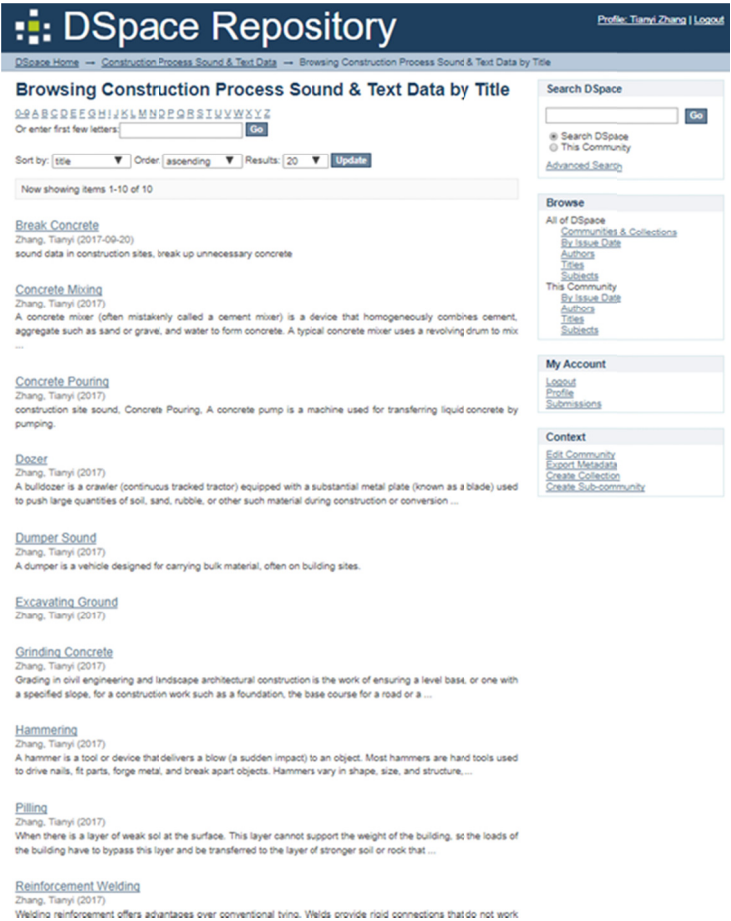 DSpace Repository
Profile: Tianyi Zhang | Logout
DSpace Home → Construction Process Sound & Text Data → Browsing Construction Process Sound & Text Data by Title
Browsing Construction Process Sound & Text Data by Title
0-9 A B C D E F G H I J K L M N O P Q R S T U V W X Y Z
Or enter first few letters: Go
Sort by: title ▼ Order: ascending ▼ Results: 20 ▼ Update
Now showing items 1-10 of 10
Break Concrete
Zhang, Tianyi (2017-09-20)
sound data in construction sites, break up unnecessary concrete
Concrete Mixing
Zhang, Tianyi (2017)
A concrete mixer (often mistakenly called a cement mixer) is a device that homogeneously combines cement,
aggregate such as sand or gravel, and water to form concrete. A typical concrete mixer uses a revolving drum to mix
...
Concrete Pouring
Zhang, Tianyi (2017)
construction site sound, Concrete Pouring, A concrete pump is a machine used for transferring liquid concrete by
pumping.
Dozer
Zhang, Tianyi (2017)
A bulldozer is a crawler (continuous tracked tractor) equipped with a substantial metal plate (known as a blade) used
to push large quantities of soil, sand, rubble, or other such material during construction or conversion ...
Dumper Sound
Zhang, Tianyi (2017)
A dumper is a vehicle designed for carrying bulk material, often on building sites.
Excavating Ground
Zhang, Tianyi (2017)
Grinding Concrete
Zhang, Tianyi (2017)
Grading in civil engineering and landscape architectural construction is the work of ensuring a level base, or one with
a specified slope, for a construction work such as a foundation, the base course for a road or a ...
Hammering
Zhang, Tianyi (2017)
A hammer is a tool or device that delivers a blow (a sudden impact) to an object. Most hammers are hand tools used
to drive nails, fit parts, forge metal, and break apart objects. Hammers vary in shape, size, and structure, ...
Pilling
Zhang, Tianyi (2017)
When there is a layer of weak soil at the surface. This layer cannot support the weight of the building, so the loads of
the building have to bypass this layer and be transferred to the layer of stronger soil or rock that ...
Reinforcement Welding
Zhang, Tianyi (2017)
Welding reinforcement offers advantages over conventional tying. Welds provide rigid connections that do not work
Search DSpace
Go
Search DSpace
This Community
Advanced Search
Browse
All of DSpace
Communities & Collections
By Issue Date
Authors
Titles
Subjects
This Community
By Issue Date
Authors
Titles
Subjects
My Account
Logout
Profile
Submissions
Context
Edit Community
Export Metadata
Create Collection
Create Sub-community